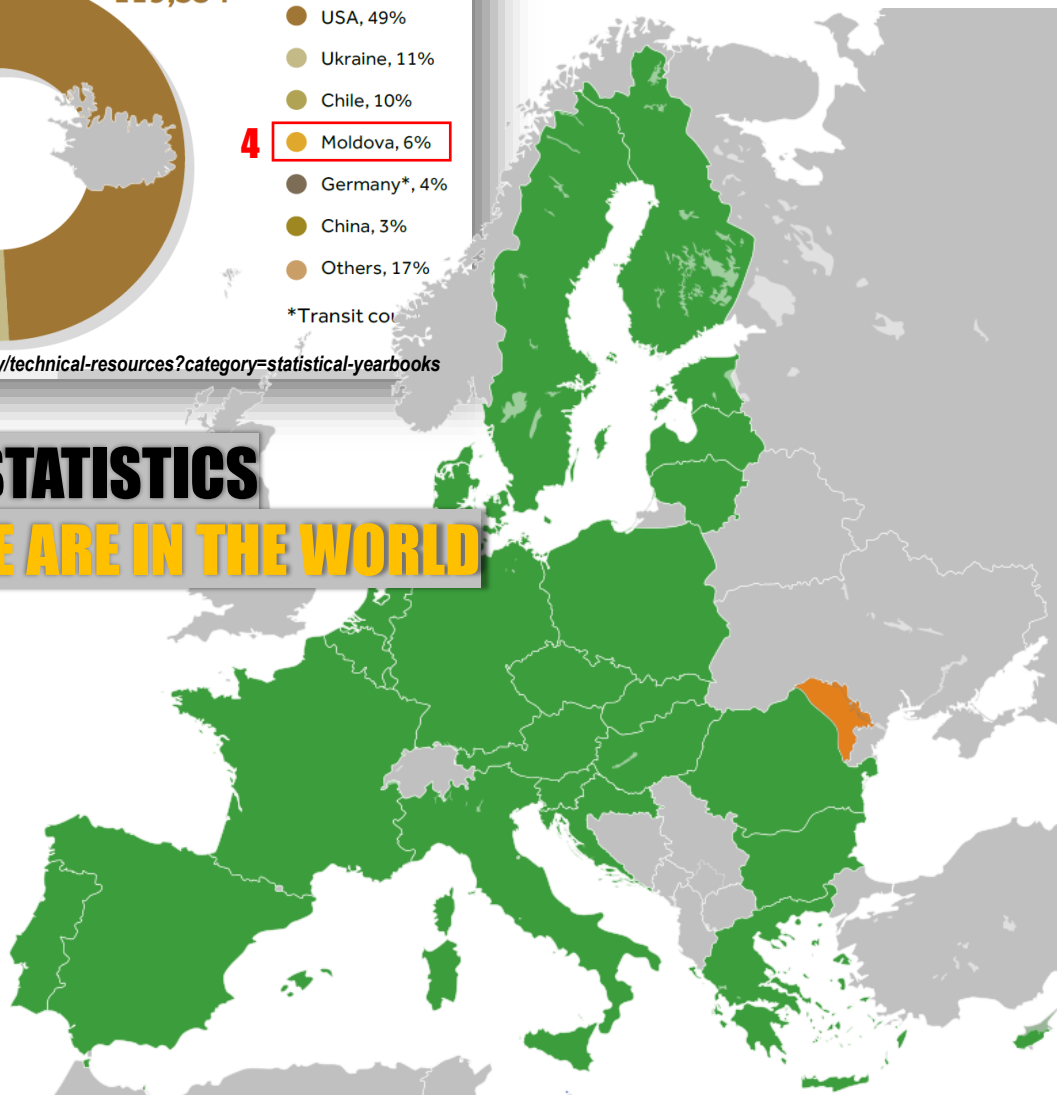 USA, 49%
Ukraine, 11%
Chile, 10%
4
Moldova, 6%
Germany*, 4%
China, 3%
Others, 17%
*Transit
/technical-resources?category=statistical-yearbooks
STATISTICS
ARE IN THE WORLD